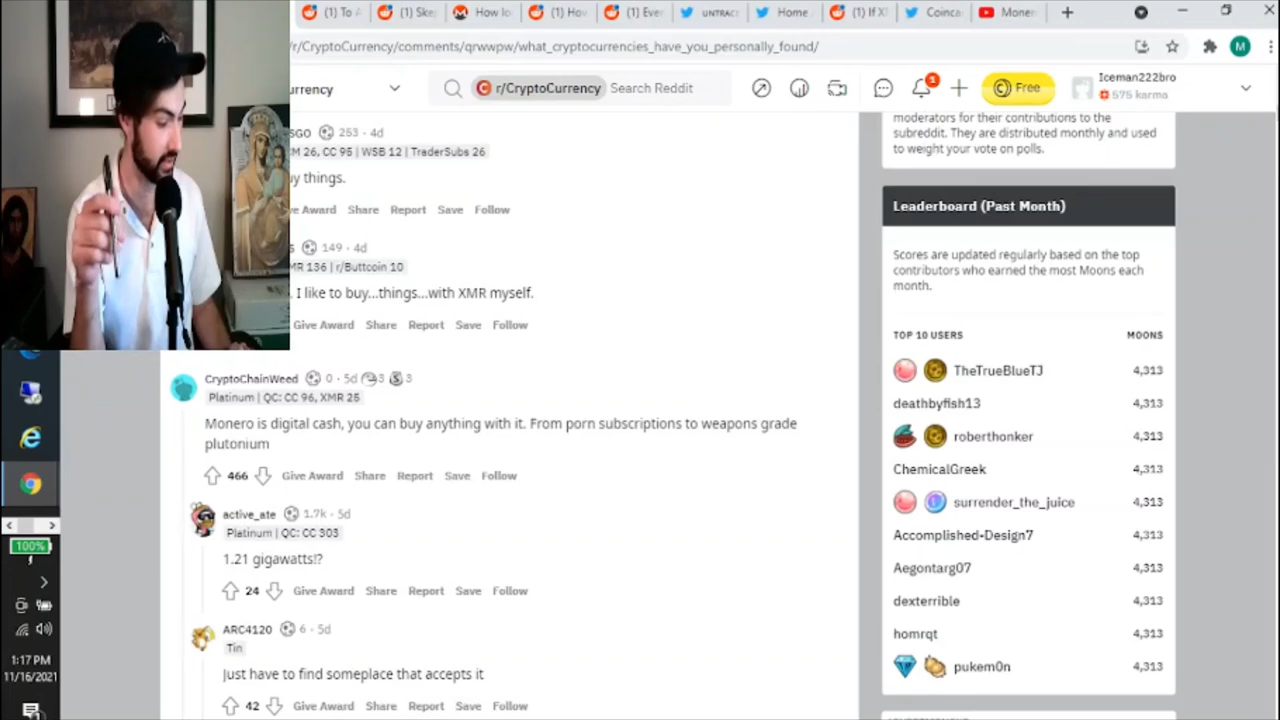 (1) To A
(1) Ske
How lo
(1) Hov
(1) Ever
UNTRAC
Home
(1) If XM
Coinca
Moner
/r/CryptoCurrency/comments/qrwwpw/what_cryptocurrencies_have_you_personally_found/
M
urrency
r/CryptoCurrency Search Reddit
1
Free
Iceman222bro
575 karma
SGO 253 · 4d
M 26, CC 95 | WSB 12 | TraderSubs 26
y things.
ve Award Share Report Save Follow
s 149 · 4d
MR 136 | r/Buttcoin 10
. I like to buy...things...with XMR myself.
Give Award Share Report Save Follow
CryptoChainWeed 0 · 5d 3 3
Platinum | QC: CC 96, XMR 25
Monero is digital cash, you can buy anything with it. From porn subscriptions to weapons grade
plutonium
466 Give Award Share Report Save Follow
active_ate 1.7k · 5d
Platinum | QC: CC 303
1.21 gigawatts!?
24 Give Award Share Report Save Follow
ARC4120 6 · 5d
Tin
Just have to find someplace that accepts it
42 Give Award Share Report Save Follow
moderators for their contributions to the
subreddit. They are distributed monthly and used
to weight your vote on polls.
Leaderboard (Past Month)
Scores are updated regularly based on the top
contributors who earned the most Moons each
month.
TOP 10 USERS MOONS
TheTrueBlueTJ 4,313
deathbyfish13 4,313
roberthonker 4,313
ChemicalGreek 4,313
surrender_the_juice 4,313
Accomplished-Design7 4,313
Aegontarg07 4,313
dexterrible 4,313
homrqt 4,313
pukem0n 4,313
100%
1:17 PM
11/16/2021